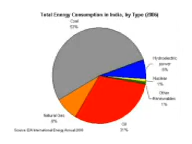 Total Energy Consumption in India, by Type (2006)
Coal
53%
Hydroelectric
power
5%
Nuclear
1%
Other
Renewables
1%
Oil
31%
Natural Gas
8%
Source: EIA International Energy Annual 2006